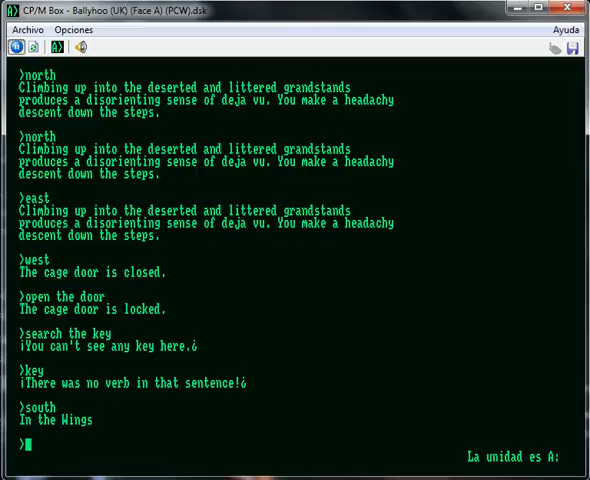 CP/M Box - Ballyhoo (UK) (Face A) (PCW).dsk
Archivo Opciones Ayuda
A>
>north
Climbing up into the deserted and littered grandstands
produces a disorienting sense of deja vu. You make a headachy
descent down the steps.
>north
Climbing up into the deserted and littered grandstands
produces a disorienting sense of deja vu. You make a headachy
descent down the steps.
>east
Climbing up into the deserted and littered grandstands
produces a disorienting sense of deja vu. You make a headachy
descent down the steps.
>west
The cage door is closed.
>open the door
The cage door is locked.
>search the key
¡You can't see any key here.¿
>key
¡There was no verb in that sentence!¿
>south
In the Wings
>
La unidad es A: